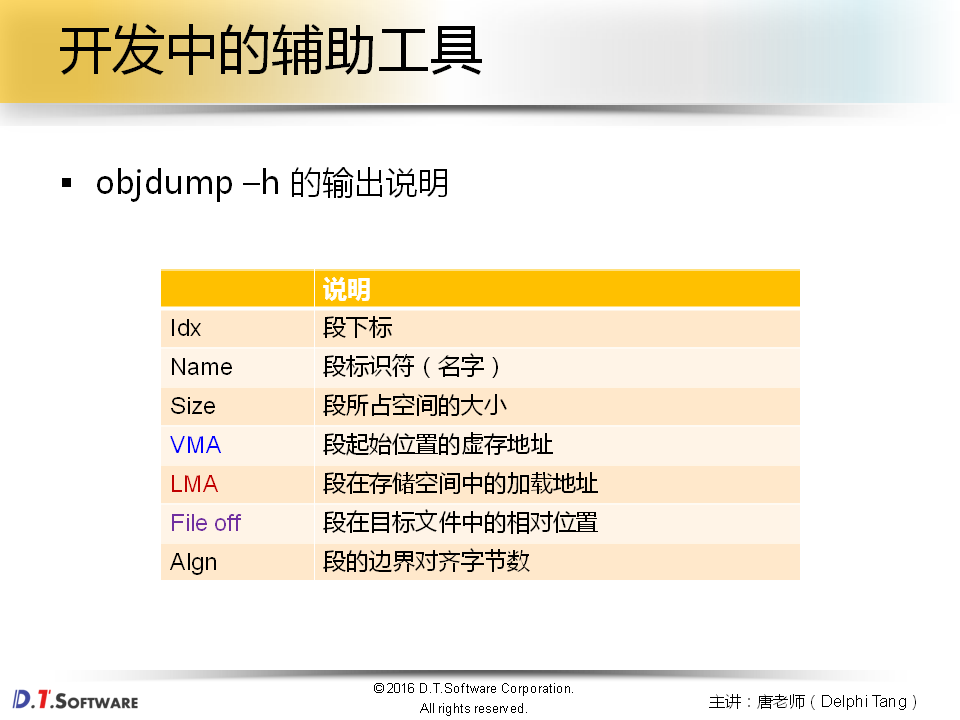 开发中的辅助工具
▪ objdump –h 的输出说明
说明
Idx 段下标
Name 段标识符（名字）
Size 段所占空间的大小
VMA 段起始位置的虚存地址
LMA 段在存储空间中的加载地址
File off 段在目标文件中的相对位置
Algn 段的边界对齐字节数
D.T.SOFTWARE
©2016 D.T.Software Corporation.
All rights reserved.
主讲：唐老师（Delphi Tang）